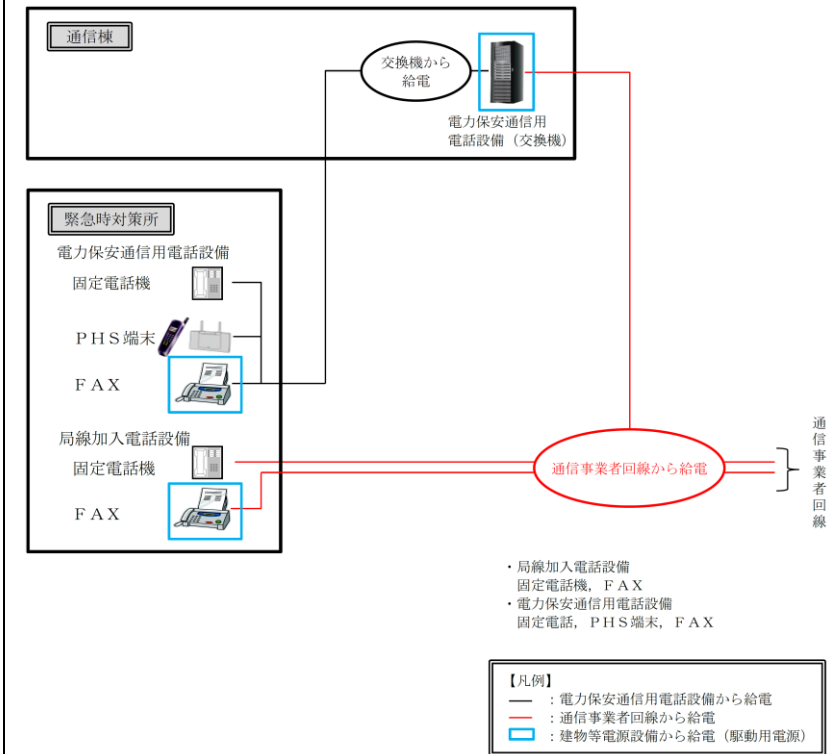 通信棟
交換機から
給電
電力保安通信用
電話設備（交換機）
緊急時対策所
電力保安通信用電話設備
固定電話機
ＰＨＳ端末
ＦＡＸ
局線加入電話設備
固定電話機
ＦＡＸ
通信事業者回線から給電
通信事業者回線
・局線加入電話設備
固定電話機，ＦＡＸ
・電力保安通信用電話設備
固定電話，ＰＨＳ端末，ＦＡＸ
【凡例】
：電力保安通信用電話設備から給電
：通信事業者回線から給電
：建物等電源設備から給電（駆動用電源）